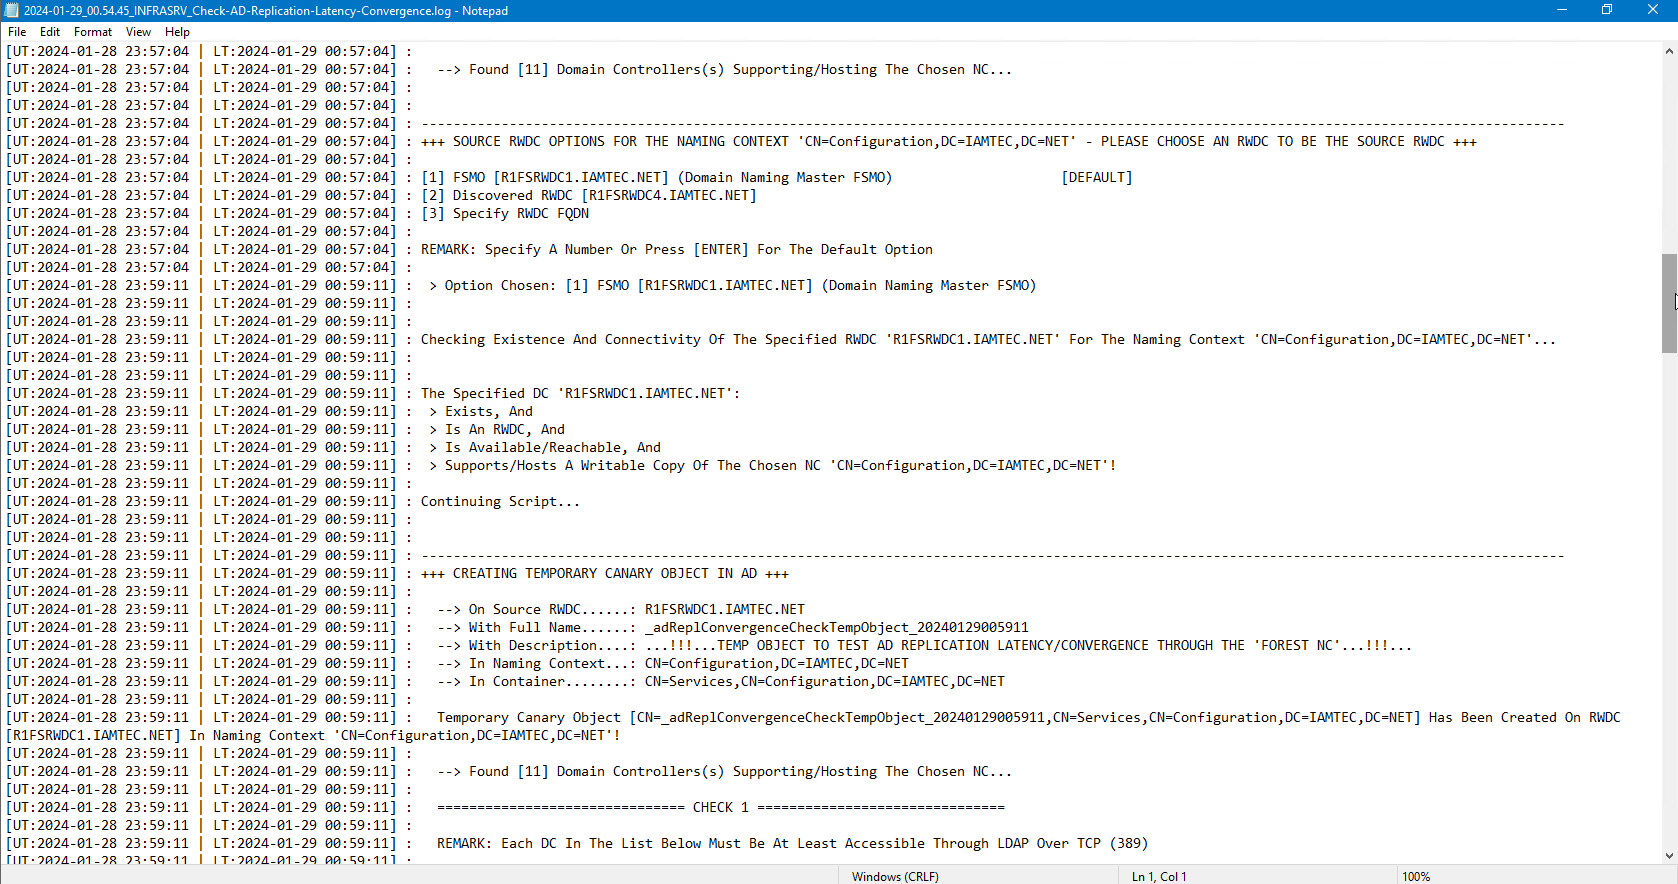 2024-01-29_00.54.45_INFRASRV_Check-AD-Replication-Latency-Convergence.log - Notepad
File Edit Format View Help
[UT:2024-01-28 23:57:04 | LT:2024-01-29 00:57:04] :
[UT:2024-01-28 23:57:04 | LT:2024-01-29 00:57:04] :   --> Found [11] Domain Controllers(s) Supporting/Hosting The Chosen NC...
[UT:2024-01-28 23:57:04 | LT:2024-01-29 00:57:04] :
[UT:2024-01-28 23:57:04 | LT:2024-01-29 00:57:04] :
[UT:2024-01-28 23:57:04 | LT:2024-01-29 00:57:04] : -----------------------------------------------------------------------------------------------------------------------------------------------
[UT:2024-01-28 23:57:04 | LT:2024-01-29 00:57:04] : +++ SOURCE RWDC OPTIONS FOR THE NAMING CONTEXT 'CN=Configuration,DC=IAMTEC,DC=NET' - PLEASE CHOOSE AN RWDC TO BE THE SOURCE RWDC +++
[UT:2024-01-28 23:57:04 | LT:2024-01-29 00:57:04] :
[UT:2024-01-28 23:57:04 | LT:2024-01-29 00:57:04] : [1] FSMO [R1FSRWDC1.IAMTEC.NET] (Domain Naming Master FSMO)                     [DEFAULT]
[UT:2024-01-28 23:57:04 | LT:2024-01-29 00:57:04] : [2] Discovered RWDC [R1FSRWDC4.IAMTEC.NET]
[UT:2024-01-28 23:57:04 | LT:2024-01-29 00:57:04] : [3] Specify RWDC FQDN
[UT:2024-01-28 23:57:04 | LT:2024-01-29 00:57:04] :
[UT:2024-01-28 23:57:04 | LT:2024-01-29 00:57:04] : REMARK: Specify A Number Or Press [ENTER] For The Default Option
[UT:2024-01-28 23:57:04 | LT:2024-01-29 00:57:04] :
[UT:2024-01-28 23:59:11 | LT:2024-01-29 00:59:11] :  > Option Chosen: [1] FSMO [R1FSRWDC1.IAMTEC.NET] (Domain Naming Master FSMO)
[UT:2024-01-28 23:59:11 | LT:2024-01-29 00:59:11] :
[UT:2024-01-28 23:59:11 | LT:2024-01-29 00:59:11] :
[UT:2024-01-28 23:59:11 | LT:2024-01-29 00:59:11] : Checking Existence And Connectivity Of The Specified RWDC 'R1FSRWDC1.IAMTEC.NET' For The Naming Context 'CN=Configuration,DC=IAMTEC,DC=NET'...
[UT:2024-01-28 23:59:11 | LT:2024-01-29 00:59:11] :
[UT:2024-01-28 23:59:11 | LT:2024-01-29 00:59:11] :
[UT:2024-01-28 23:59:11 | LT:2024-01-29 00:59:11] : The Specified DC 'R1FSRWDC1.IAMTEC.NET':
[UT:2024-01-28 23:59:11 | LT:2024-01-29 00:59:11] :  > Exists, And
[UT:2024-01-28 23:59:11 | LT:2024-01-29 00:59:11] :  > Is An RWDC, And
[UT:2024-01-28 23:59:11 | LT:2024-01-29 00:59:11] :  > Is Available/Reachable, And
[UT:2024-01-28 23:59:11 | LT:2024-01-29 00:59:11] :  > Supports/Hosts A Writable Copy Of The Chosen NC 'CN=Configuration,DC=IAMTEC,DC=NET'!
[UT:2024-01-28 23:59:11 | LT:2024-01-29 00:59:11] :
[UT:2024-01-28 23:59:11 | LT:2024-01-29 00:59:11] : Continuing Script...
[UT:2024-01-28 23:59:11 | LT:2024-01-29 00:59:11] :
[UT:2024-01-28 23:59:11 | LT:2024-01-29 00:59:11] :
[UT:2024-01-28 23:59:11 | LT:2024-01-29 00:59:11] : -----------------------------------------------------------------------------------------------------------------------------------------------
[UT:2024-01-28 23:59:11 | LT:2024-01-29 00:59:11] : +++ CREATING TEMPORARY CANARY OBJECT IN AD +++
[UT:2024-01-28 23:59:11 | LT:2024-01-29 00:59:11] :
[UT:2024-01-28 23:59:11 | LT:2024-01-29 00:59:11] :   --> On Source RWDC......: R1FSRWDC1.IAMTEC.NET
[UT:2024-01-28 23:59:11 | LT:2024-01-29 00:59:11] :   --> With Full Name......: _adReplConvergenceCheckTempObject_20240129005911
[UT:2024-01-28 23:59:11 | LT:2024-01-29 00:59:11] :   --> With Description....: ...!!!...TEMP OBJECT TO TEST AD REPLICATION LATENCY/CONVERGENCE THROUGH THE 'FOREST NC'...!!!...
[UT:2024-01-28 23:59:11 | LT:2024-01-29 00:59:11] :   --> In Naming Context...: CN=Configuration,DC=IAMTEC,DC=NET
[UT:2024-01-28 23:59:11 | LT:2024-01-29 00:59:11] :   --> In Container........: CN=Services,CN=Configuration,DC=IAMTEC,DC=NET
[UT:2024-01-28 23:59:11 | LT:2024-01-29 00:59:11] :
[UT:2024-01-28 23:59:11 | LT:2024-01-29 00:59:11] :   Temporary Canary Object [CN=_adReplConvergenceCheckTempObject_20240129005911,CN=Services,CN=Configuration,DC=IAMTEC,DC=NET] Has Been Created On RWDC
[R1FSRWDC1.IAMTEC.NET] In Naming Context 'CN=Configuration,DC=IAMTEC,DC=NET'!
[UT:2024-01-28 23:59:11 | LT:2024-01-29 00:59:11] :
[UT:2024-01-28 23:59:11 | LT:2024-01-29 00:59:11] :   --> Found [11] Domain Controllers(s) Supporting/Hosting The Chosen NC...
[UT:2024-01-28 23:59:11 | LT:2024-01-29 00:59:11] :
[UT:2024-01-28 23:59:11 | LT:2024-01-29 00:59:11] :   =============================== CHECK 1 ===============================
[UT:2024-01-28 23:59:11 | LT:2024-01-29 00:59:11] :
[UT:2024-01-28 23:59:11 | LT:2024-01-29 00:59:11] :   REMARK: Each DC In The List Below Must Be At Least Accessible Through LDAP Over TCP (389)
[UT:2024-01-28 23:59:11 | LT:2024-01-29 00:59:11] :
Windows (CRLF) Ln 1, Col 1 100%